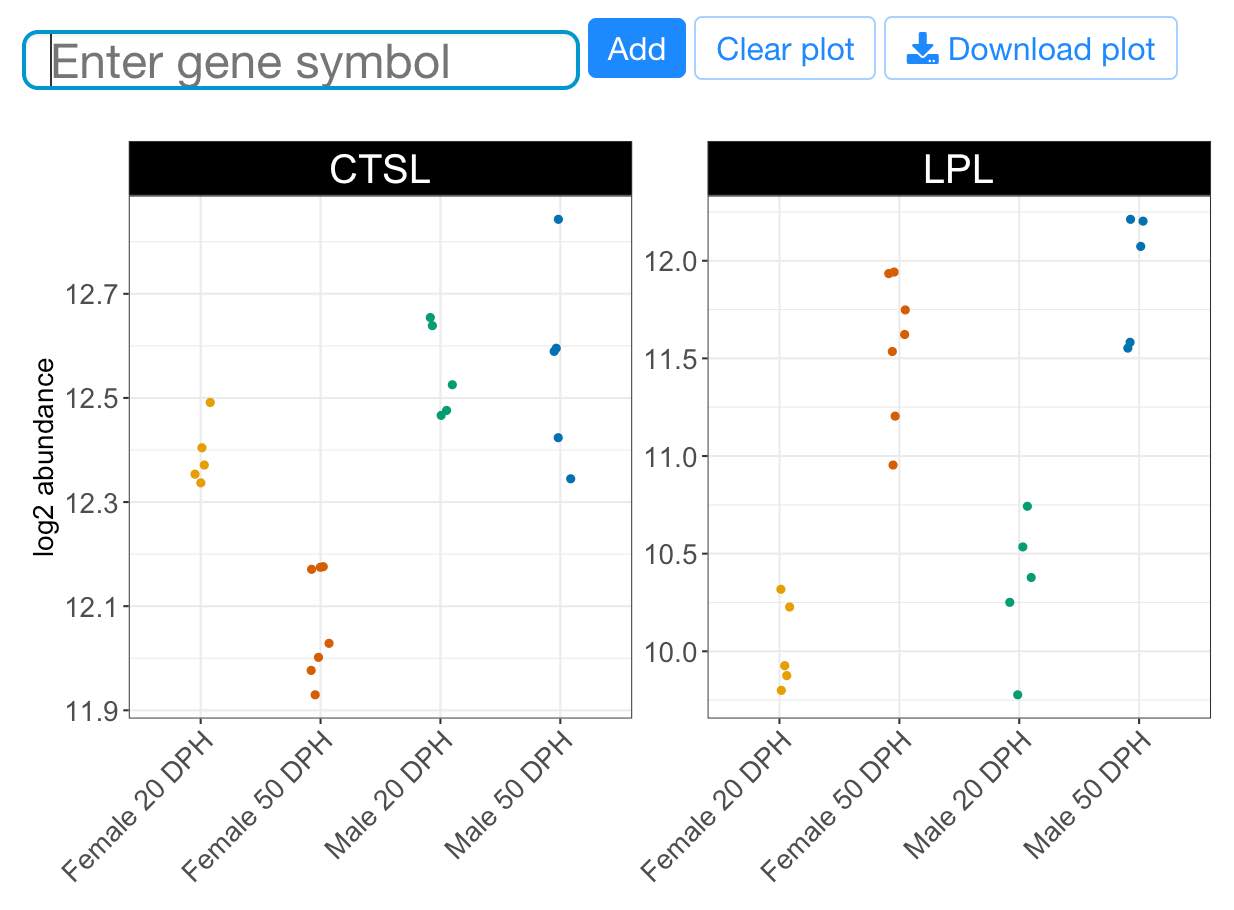 Enter gene symbol
Add
Clear plot
Download plot
CTSL
LPL
log2 abundance
12.7
12.5
12.3
12.1
11.9
12.0
11.5
11.0
10.5
10.0
Female 20 DPH
Female 50 DPH
Male 20 DPH
Male 50 DPH
Female 20 DPH
Female 50 DPH
Male 20 DPH
Male 50 DPH